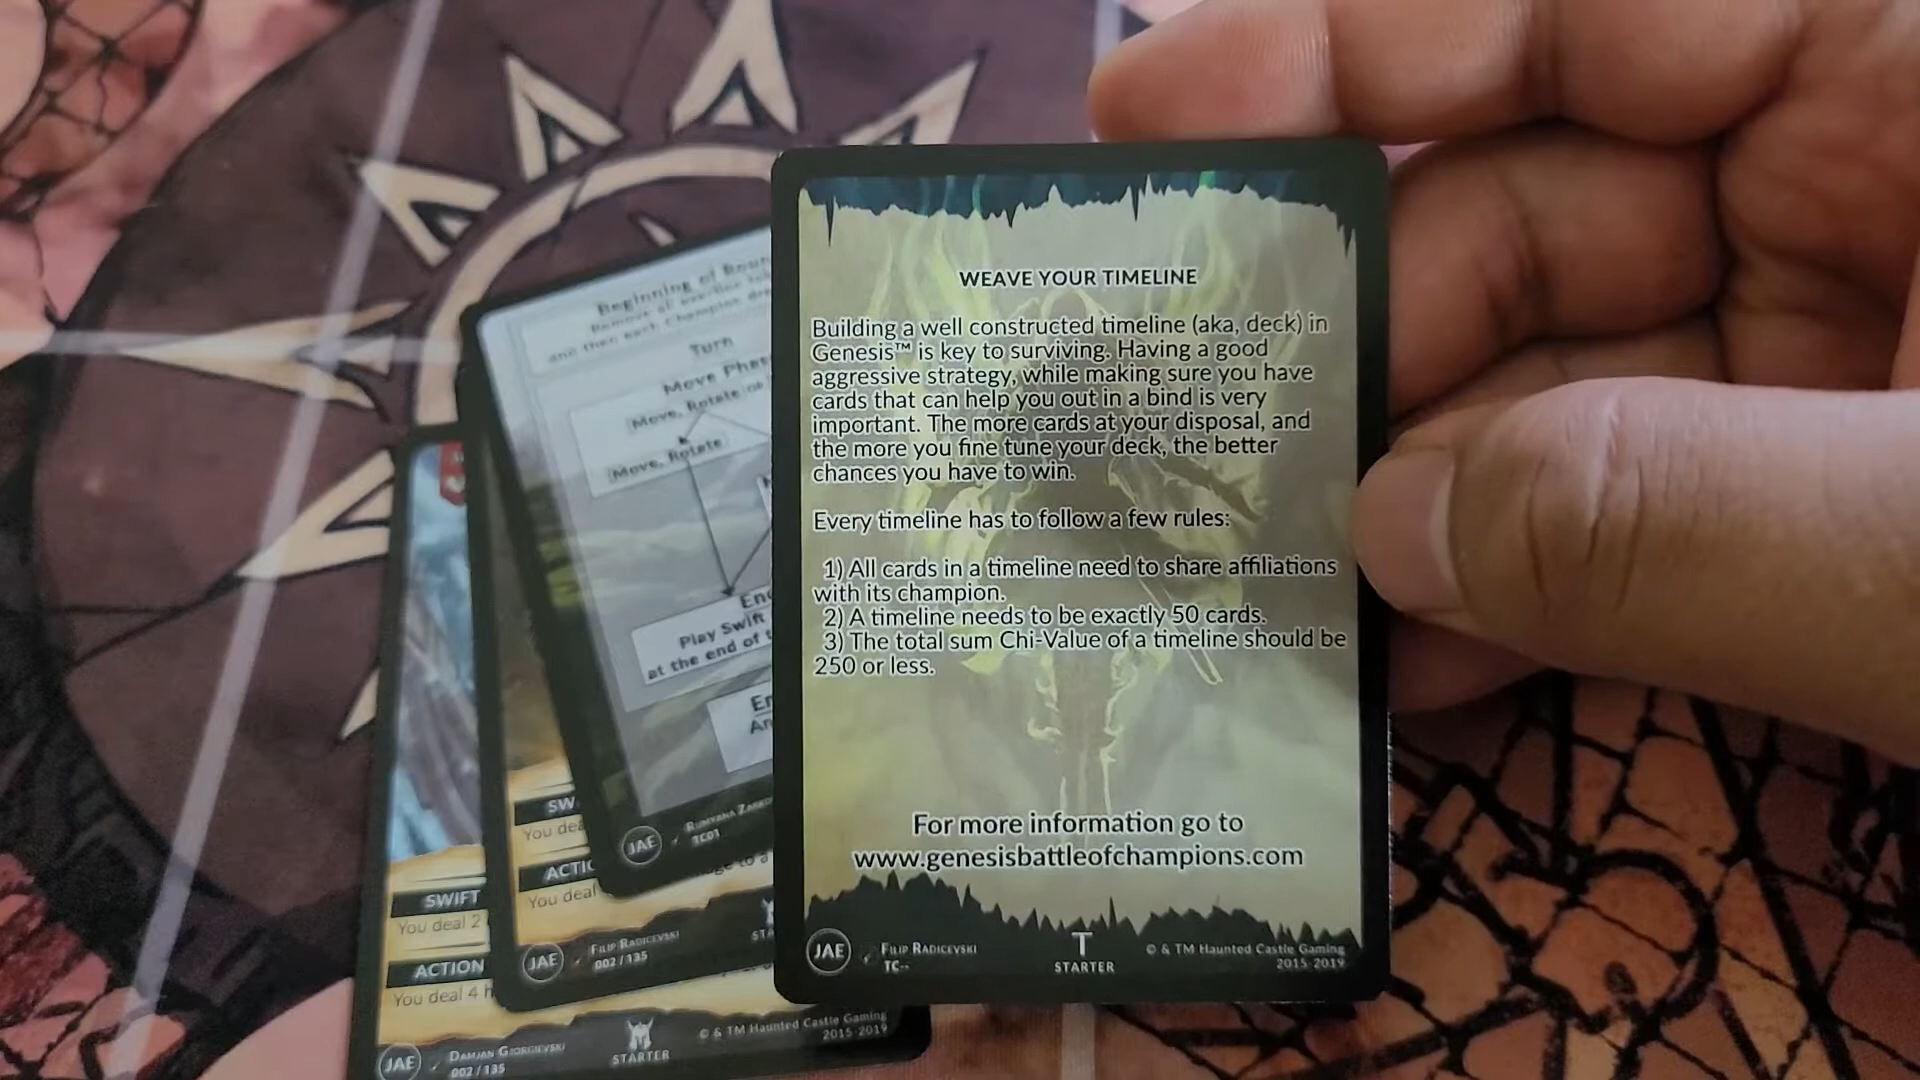 WEAVE YOUR TIMELINE
Building a well constructed timeline (aka, deck) in
Genesis™ is key to surviving. Having a good
aggressive strategy, while making sure you have
cards that can help you out in a bind is very
important. The more cards at your disposal, and
the more you fine tune your deck, the better
chances you have to win.
Every timeline has to follow a few rules:
1) All cards in a timeline need to share affiliations
with its champion.
2) A timeline needs to be exactly 50 cards.
3) The total sum Chi-Value of a timeline should be
250 or less.
For more information go to
www.genesisbattleofchampions.com
JAE
FILIP RADICEVSKI
TC--
T
STARTER
© & TM Haunted Castle Gaming
2015-2019
Beginning of
Turn
Move
Move, Rotate or
Move, Rotate
Play Swift
at the end of
JAE
TC01
You
ACTIO
You deal
JAE
FILIP RADICEVSKI
002 / 135
SWIFT
You deal 2
ACTION
You deal 4
JAE
DAMJAN GJORGIEVSKI
002 / 135
STARTER
© & TM Haunted Castle Gaming
2015-2019